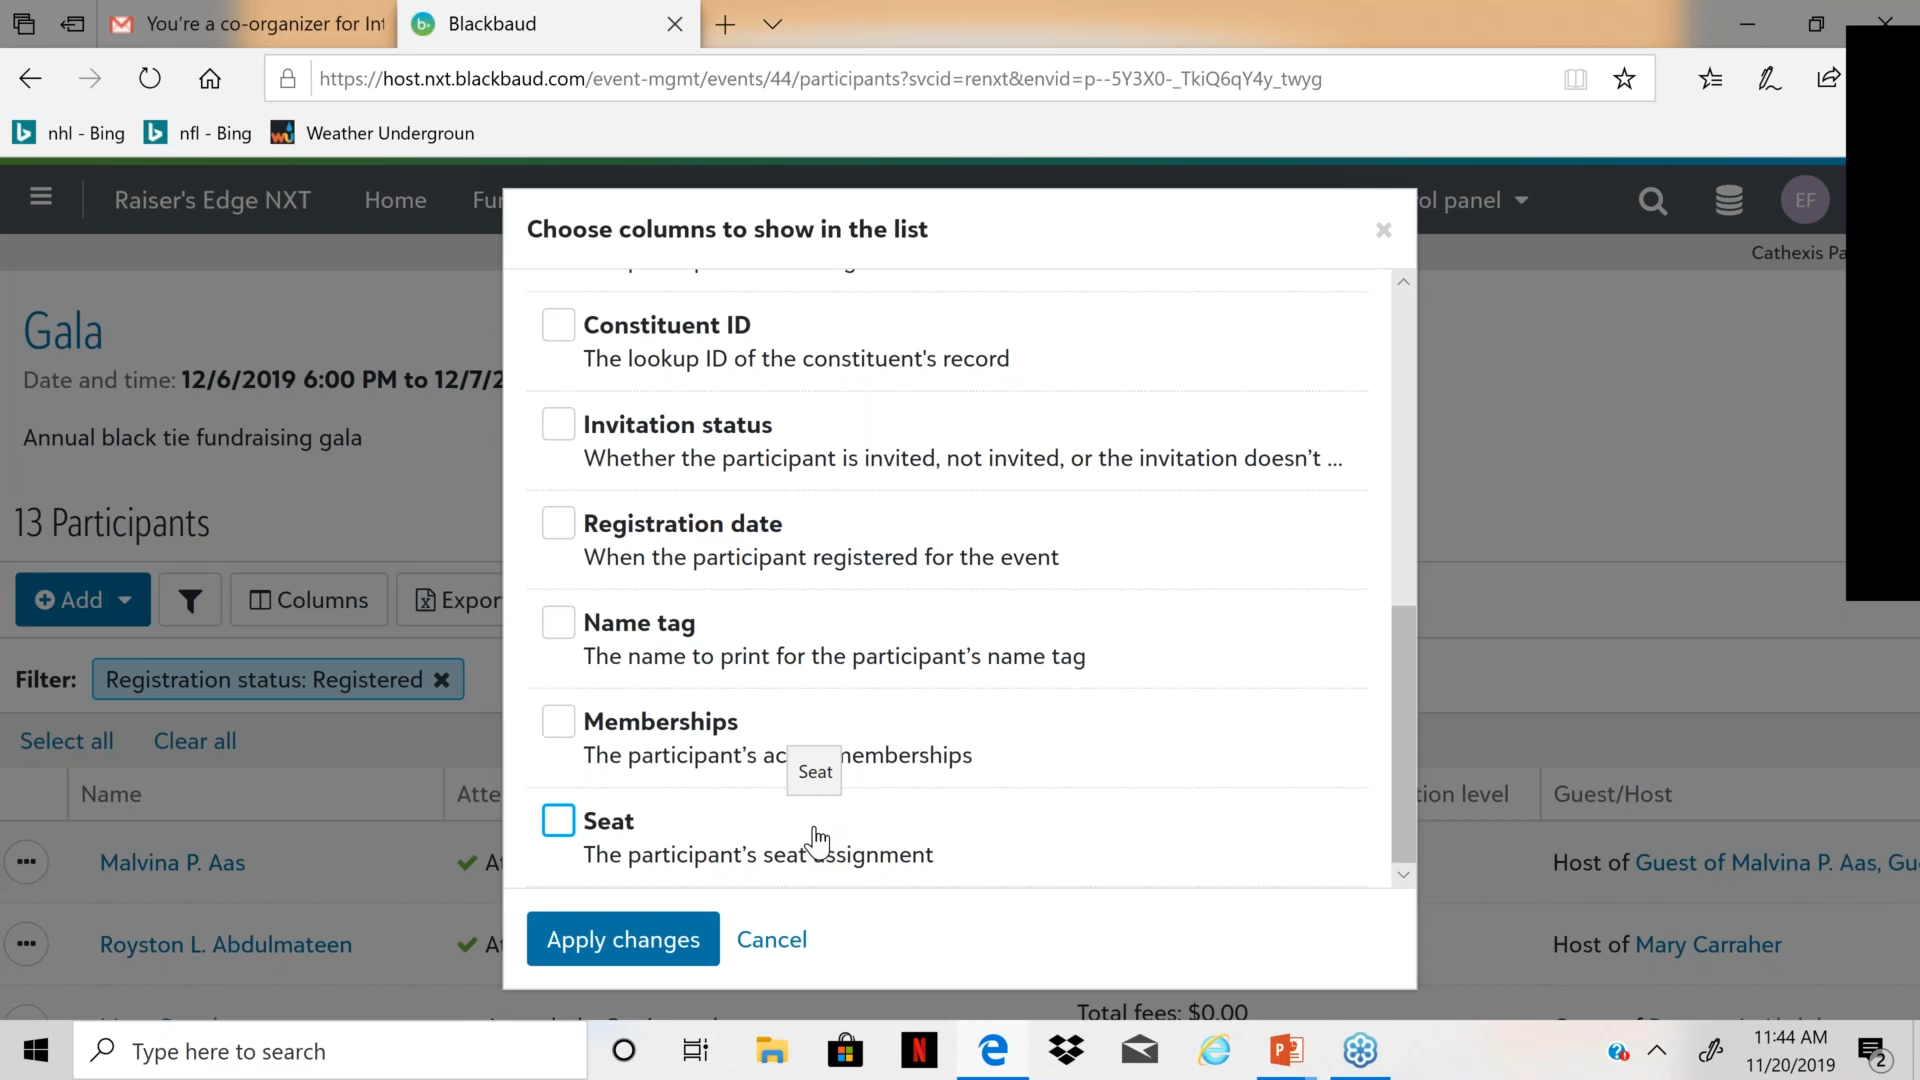 You're a co-organizer for Int
Blackbaud
https://host.nxt.blackbaud.com/event-mgmt/events/44/participants?svcid=renxt&envid=p--5Y3X0-_TkiQ6qY4y_twyg
nhl - Bing
nfl - Bing
Weather Undergroun
Raiser's Edge NXT
Home
Fu
ol panel
EF
Cathexis Pa
Choose columns to show in the list
Gala
Date and time: 12/6/2019 6:00 PM to 12/7/2
Annual black tie fundraising gala
13 Participants
Add
Columns
Expor
Filter:
Registration status: Registered
Select all
Clear all
Constituent ID
The lookup ID of the constituent's record
Invitation status
Whether the participant is invited, not invited, or the invitation doesn’t ...
Registration date
When the participant registered for the event
Name tag
The name to print for the participant’s name tag
Memberships
The participant’s ac memberships
Seat
Seat
The participant’s seat assignment
Apply changes
Cancel
Name
Atte
ion level
Guest/Host
Malvina P. Aas
A
Host of Guest of Malvina P. Aas, Gu
Royston L. Abdulmateen
A
Host of Mary Carraher
Total fees: $0.00
Type here to search
11:44 AM
11/20/2019
2